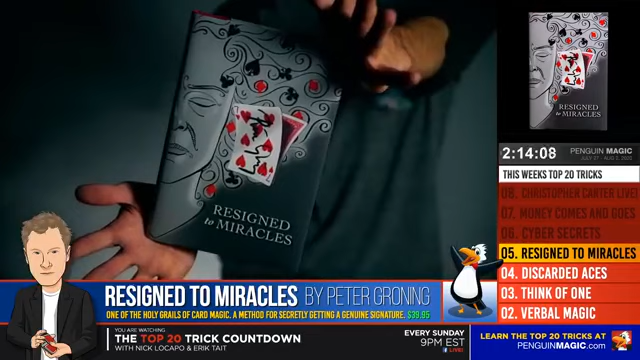 RESIGNED
to MIRACLES
RESIGNED
to MIRACLES
2:14:08
PENGUIN MAGIC
THIS WEEKS TOP 20 TRICKS
08. CHRISTOPHER CARTER LIVE!
07. MONEY COMES AND GOES
06. CYBER SECRETS
05. RESIGNED TO MIRACLES
04. DISCARDED ACES
03. THINK OF ONE
02. VERBAL MAGIC
RESIGNED TO MIRACLES BY PETER GRONING
ONE OF THE HOLY GRAILS OF CARD MAGIC. A METHOD FOR SECRETLY GETTING A GENUINE SIGNATURE. $39.95
YOU ARE WATCHING
THE TOP 20 TRICK COUNTDOWN
WITH NICK LOCAPO & ERIK TAIT
EVERY SUNDAY
9PM EST
LIVE!
LEARN THE TOP 20 TRICKS AT
PENGUINMAGIC.com